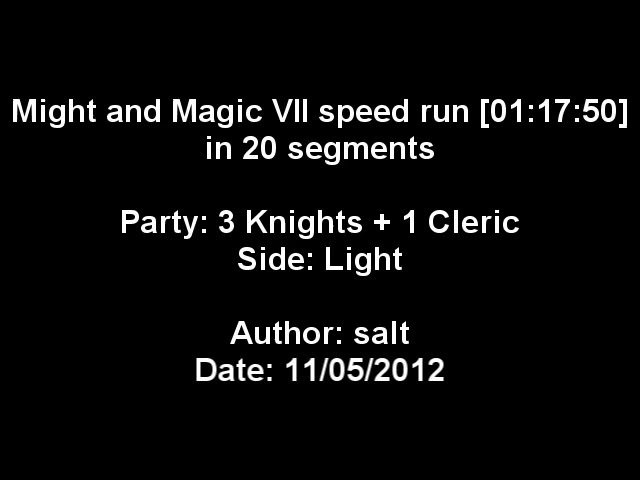 Might and Magic VII speed run [01:17:50]
in 20 segments
Party: 3 Knights + 1 Cleric
Side: Light
Author: salt
Date: 11/05/2012